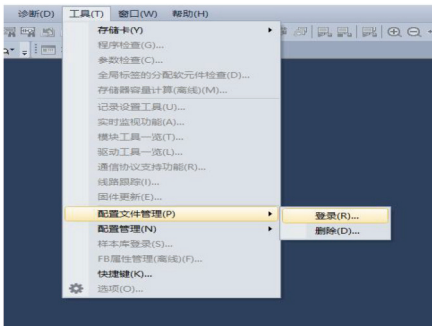 诊断(D) 工具(T) 窗口(W) 帮助(H)
存储卡(Y)
程序检查(G)...
参数检查(C)...
全局标签的分配软元件检查(D)...
存储器容量计算(离线)(M)...
记录设置工具(U)...
实时监视功能(A)...
模块工具一览(T)...
驱动工具一览(L)...
通信协议支持功能(R)...
线路跟踪(I)...
固件更新(E)...
配置文件管理(P)
登录(R)...
配置管理(N)
删除(D)...
样本库登录(S)...
FB属性管理(离线)(F)...
快捷键(K)...
选项(O)...